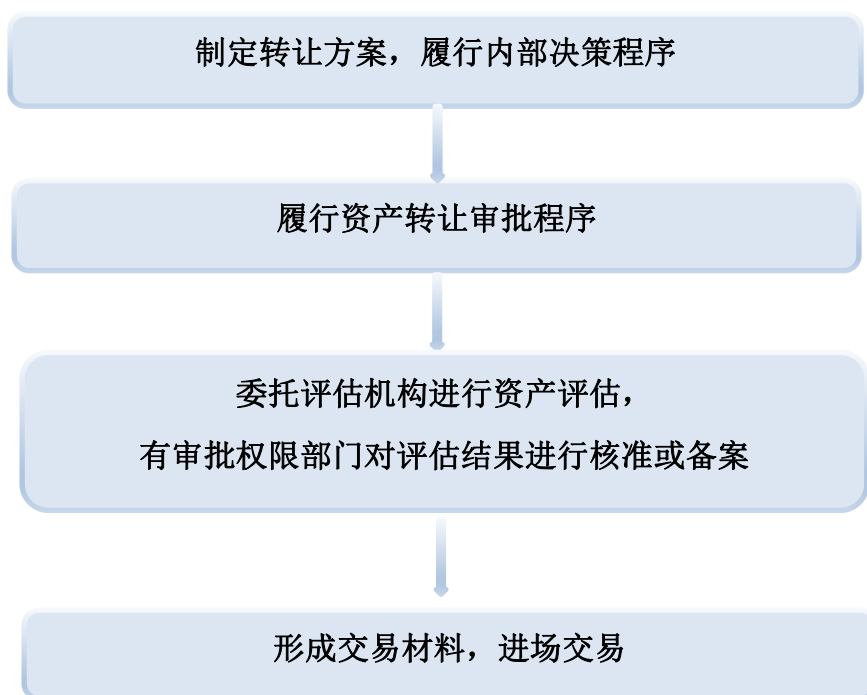 制定转让方案，履行内部决策程序
履行资产转让审批程序
委托评估机构进行资产评估，
有审批权限部门对评估结果进行核准或备案
形成交易材料，进场交易